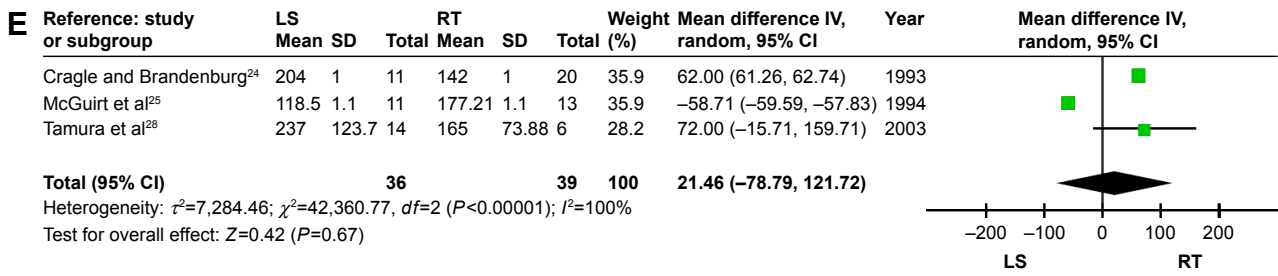 E Reference: study LS RT Weight Mean difference IV, Year Mean difference IV,
or subgroup Mean SD Total Mean SD Total (%) random, 95% CI random, 95% CI
Cragle and Brandenburg²⁴ 204 1 11 142 1 20 35.9 62.00 (61.26, 62.74) 1993
McGuirt et al²⁵ 118.5 1.1 11 177.21 1.1 13 35.9 –58.71 (–59.59, –57.83) 1994
Tamura et al²⁸ 237 123.7 14 165 73.88 6 28.2 72.00 (–15.71, 159.71) 2003
Total (95% CI) 36 39 100 21.46 (–78.79, 121.72)
Heterogeneity: τ²=7,284.46; χ²=42,360.77, df=2 (P<0.00001); I²=100%
Test for overall effect: Z=0.42 (P=0.67)
–200 –100 0 100 200
LS RT